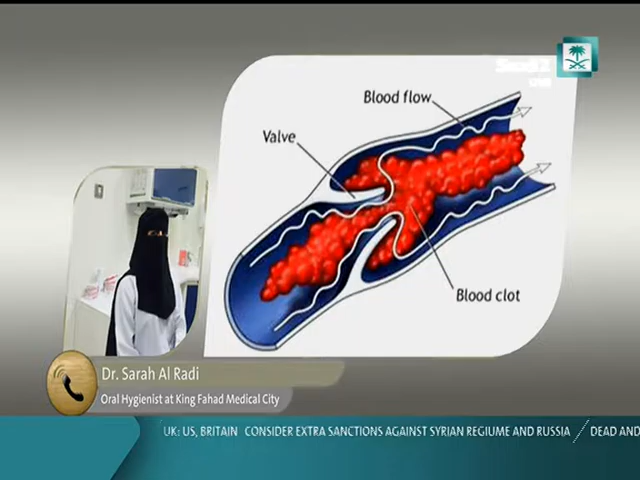 Blood flow
Valve
Blood clot
Dr. Sarah Al Radi
Oral Hygienist at King Fahad Medical City
UK: US, BRITAIN CONSIDER EXTRA SANCTIONS AGAINST SYRIAN REGIUME AND RUSSIA DEAD AND